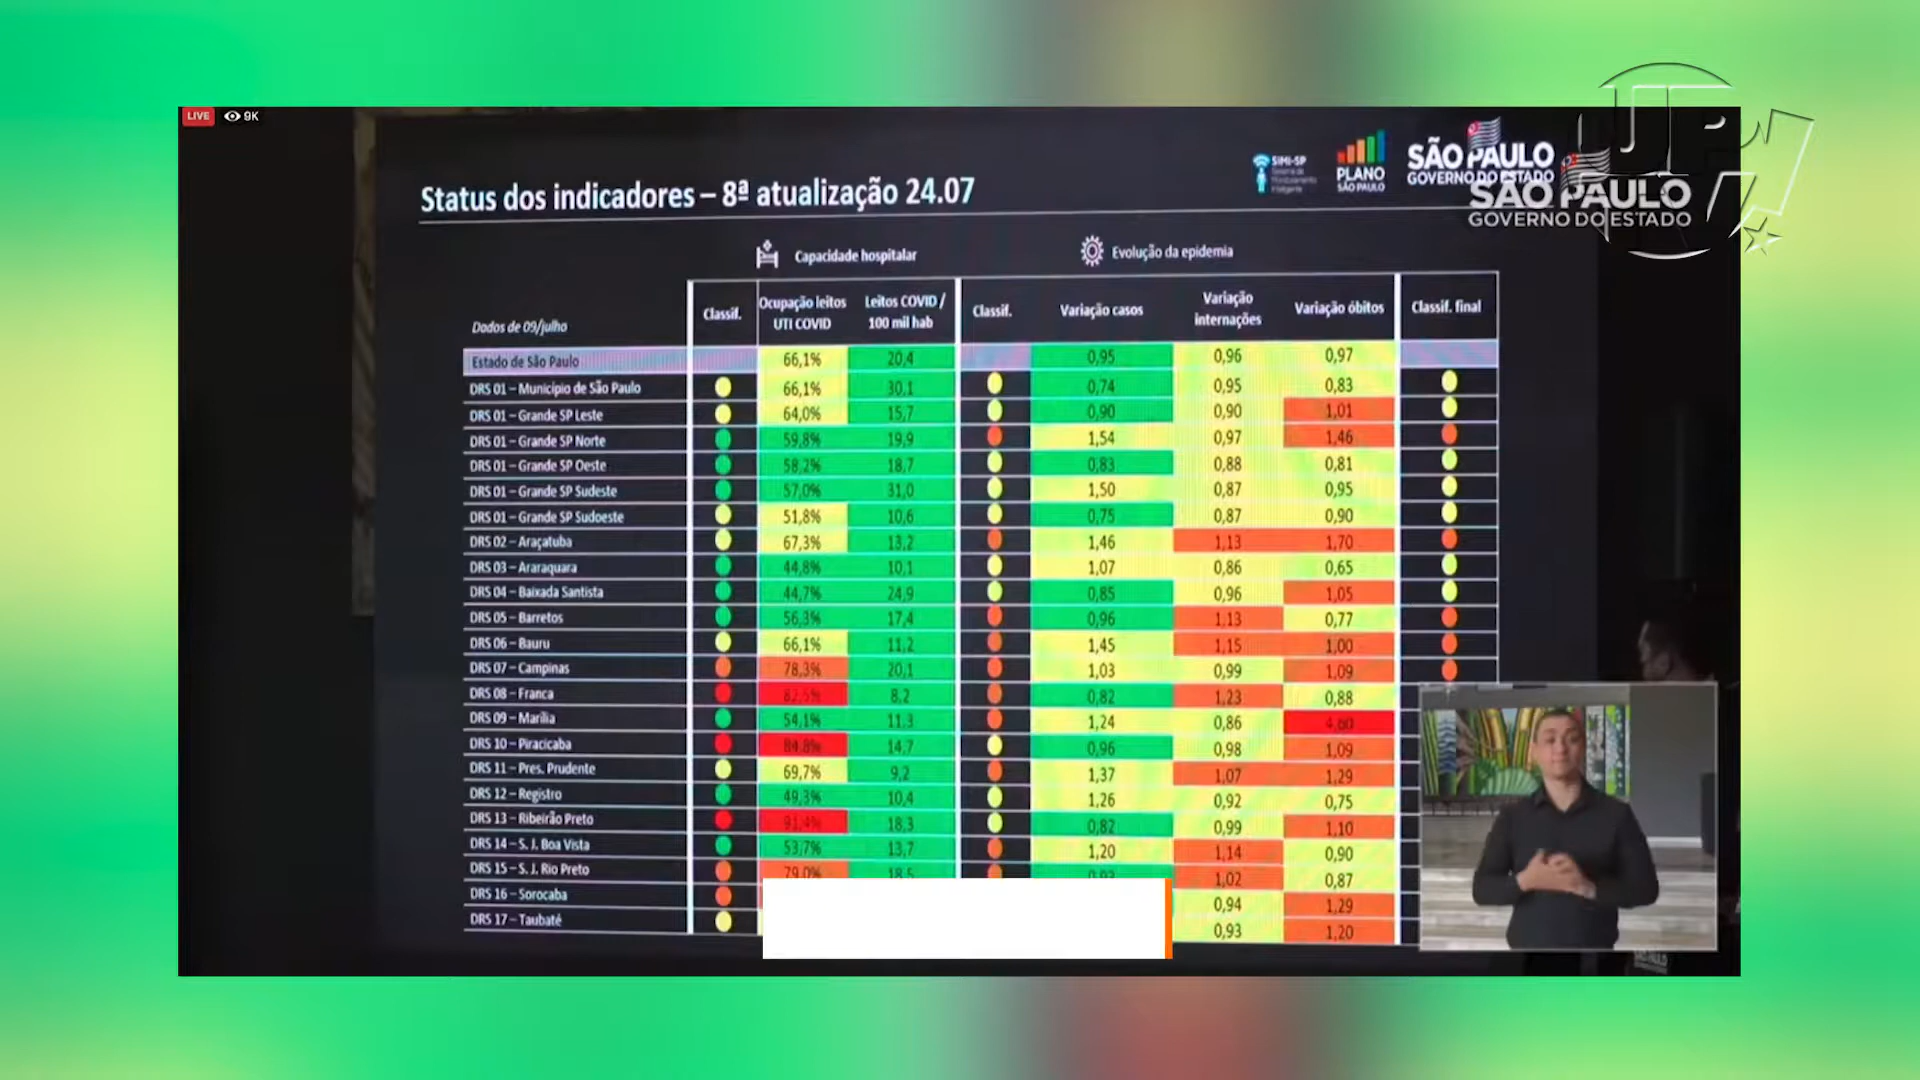 LIVE 9K
SIMI-SP
PLANO
SÃO PAULO
SÃO PAULO
GOVERNO DO ESTADO
SÃO PAULO
GOVERNO DO ESTADO
Status dos indicadores – 8ª atualização 24.07
Capacidade hospitalar Evolução da epidemia
Dados de 09/julho Classif. Ocupação leitos UTI COVID Leitos COVID / 100 mil hab Classif. Variação casos Variação internações Variação óbitos Classif. final
Estado de São Paulo 66,1% 20,4 0,95 0,96 0,97
DRS 01 – Município de São Paulo 66,1% 30,1 0,74 0,95 0,83
DRS 01 – Grande SP Leste 64,0% 15,7 0,90 0,90 1,01
DRS 01 – Grande SP Norte 59,8% 19,9 1,54 0,97 1,46
DRS 01 – Grande SP Oeste 58,2% 18,7 0,83 0,88 0,81
DRS 01 – Grande SP Sudeste 57,0% 31,0 1,50 0,87 0,95
DRS 01 – Grande SP Sudoeste 51,8% 10,6 0,75 0,87 0,90
DRS 02 – Araçatuba 67,3% 13,2 1,46 1,13 1,70
DRS 03 – Araraquara 44,8% 10,1 1,07 0,86 0,65
DRS 04 – Baixada Santista 44,7% 24,9 0,85 0,96 1,05
DRS 05 – Barretos 56,3% 17,4 0,96 1,13 0,77
DRS 06 – Bauru 66,1% 11,2 1,45 1,15 1,00
DRS 07 – Campinas 78,3% 20,1 1,03 0,99 1,09
DRS 08 – Franca 82,5% 8,2 0,82 1,23 0,88
DRS 09 – Marília 54,1% 11,3 1,24 0,86 4,60
DRS 10 – Piracicaba 84,8% 14,7 0,96 0,98 1,09
DRS 11 – Pres. Prudente 69,7% 9,2 1,37 1,07 1,29
DRS 12 – Registro 49,3% 10,4 1,26 0,92 0,75
DRS 13 – Ribeirão Preto 91,4% 18,3 0,82 0,99 1,10
DRS 14 – S. J. Boa Vista 53,7% 13,7 1,20 1,14 0,90
DRS 15 – S. J. Rio Preto 79,0% 18,5 1,02 0,87
DRS 16 – Sorocaba 0,94 1,29
DRS 17 – Taubaté 0,93 1,20